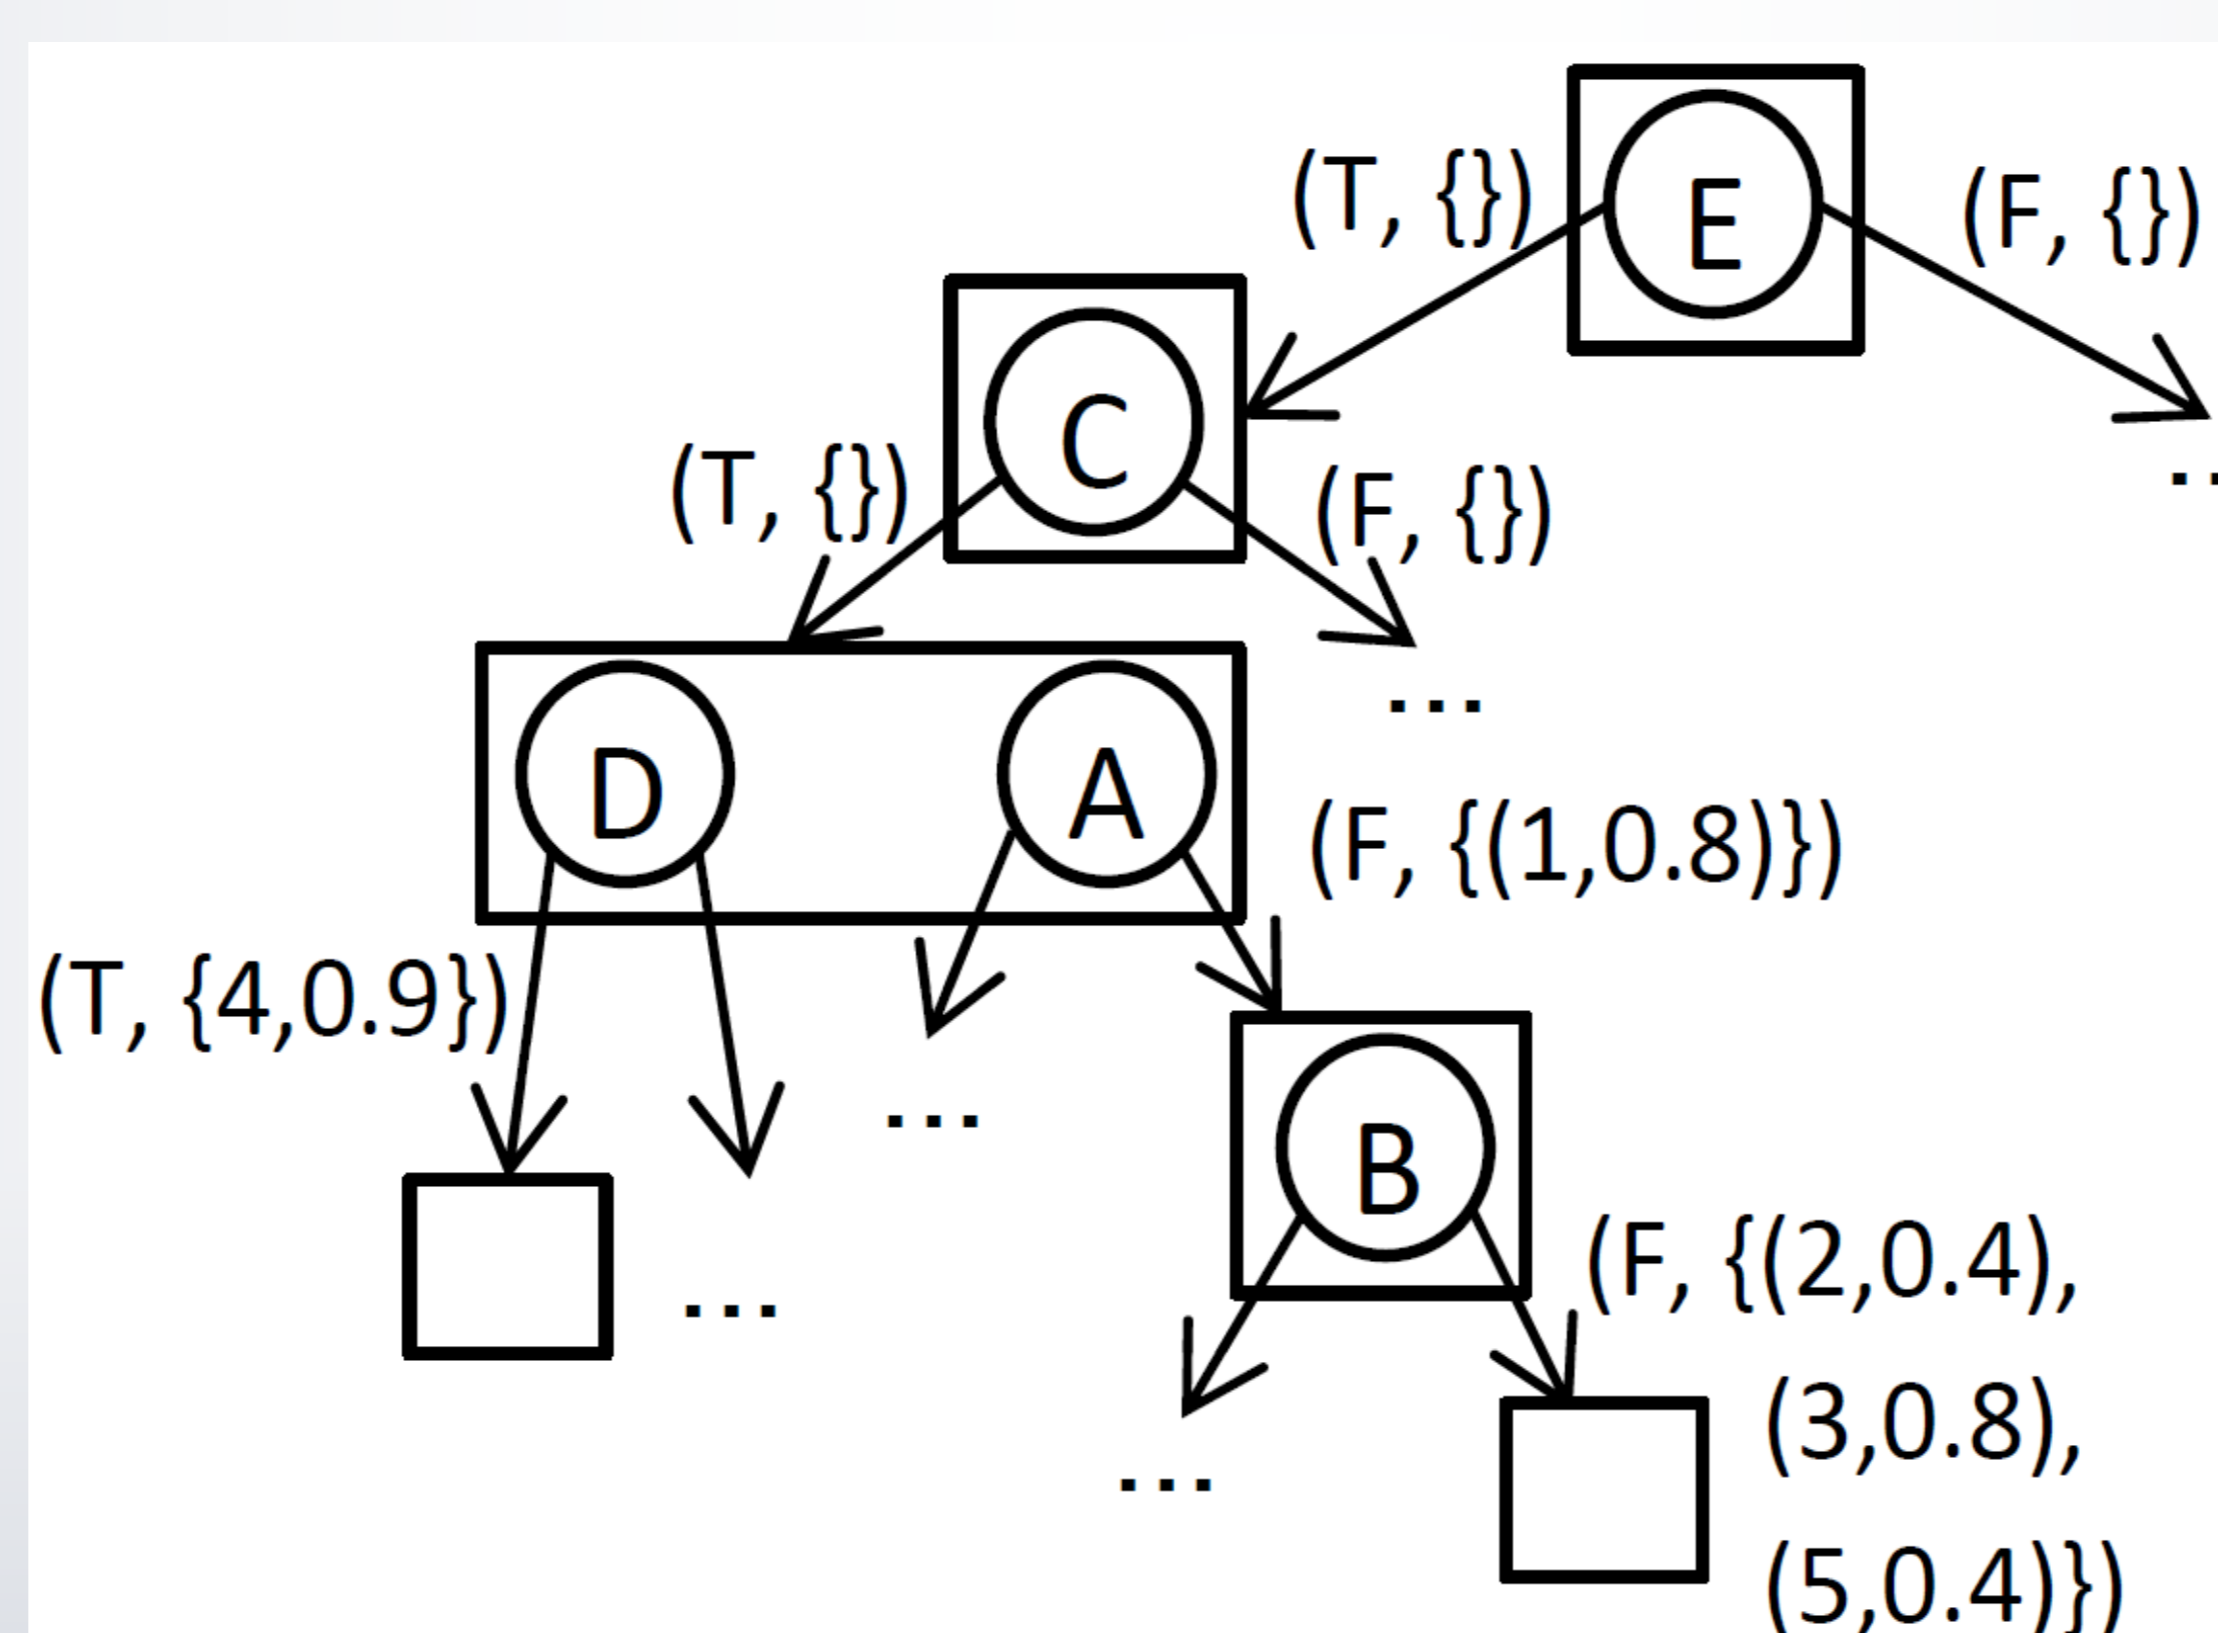 E
(T, {})
(F, {})
C
(T, {})
(F, {})
..
...
D
A
(F, {(1,0.8)})
(T, {4,0.9})
...
B
...
(F, {(2,0.4),
(3,0.8),
...
(5,0.4)})